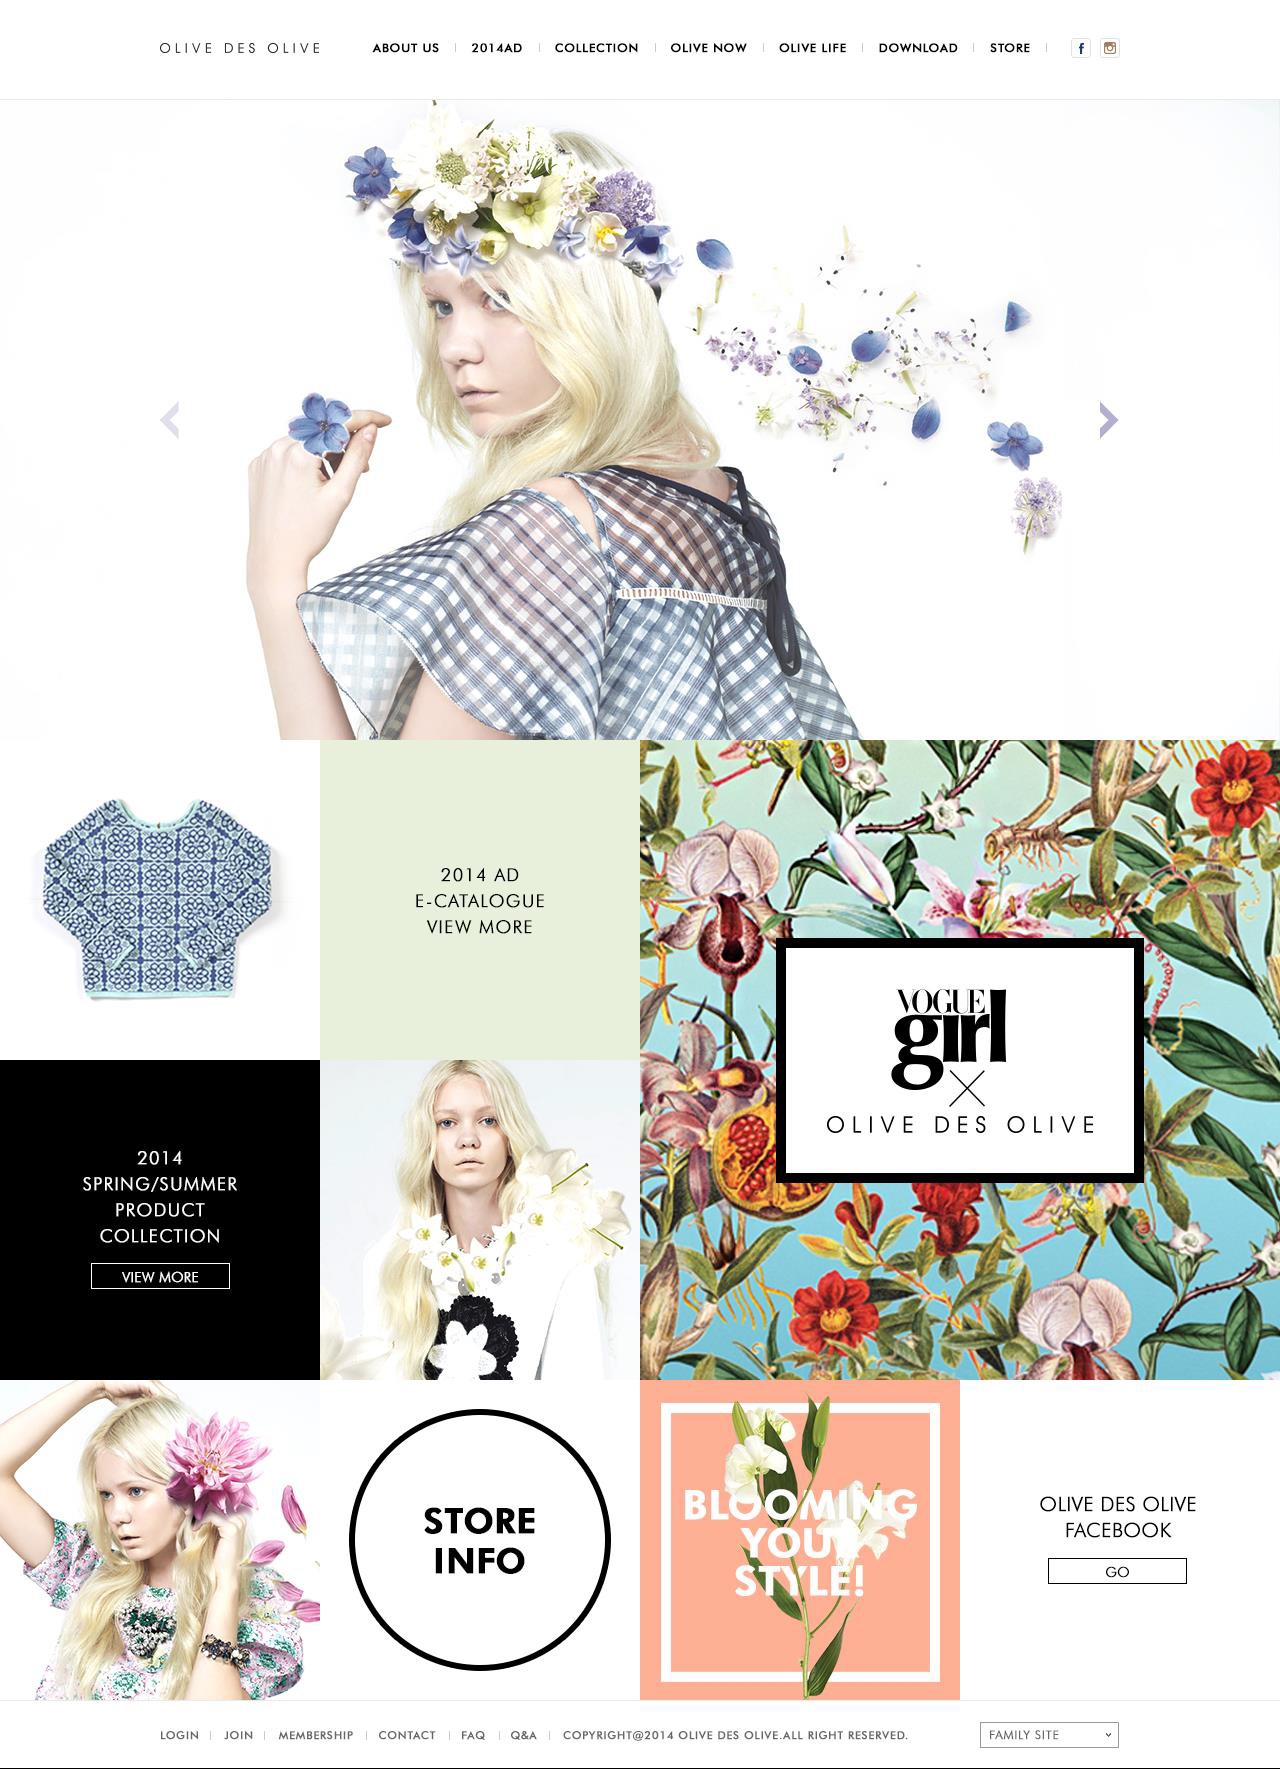 OLIVE DES OLIVE ABOUT US 2014AD COLLECTION OLIVE NOW OLIVE LIFE DOWNLOAD STORE f
2014 AD
E-CATALOGUE
VIEW MORE
VOGUE
girl
X
OLIVE DES OLIVE
2014
SPRING/SUMMER
PRODUCT
COLLECTION
VIEW MORE
STORE
INFO
BLOOMING
YOUR
STYLE!
OLIVE DES OLIVE
FACEBOOK
GO
LOGIN JOIN MEMBERSHIP CONTACT FAQ Q&A COPYRIGHT@2014 OLIVE DES OLIVE.ALL RIGHT RESERVED. FAMILY SITE